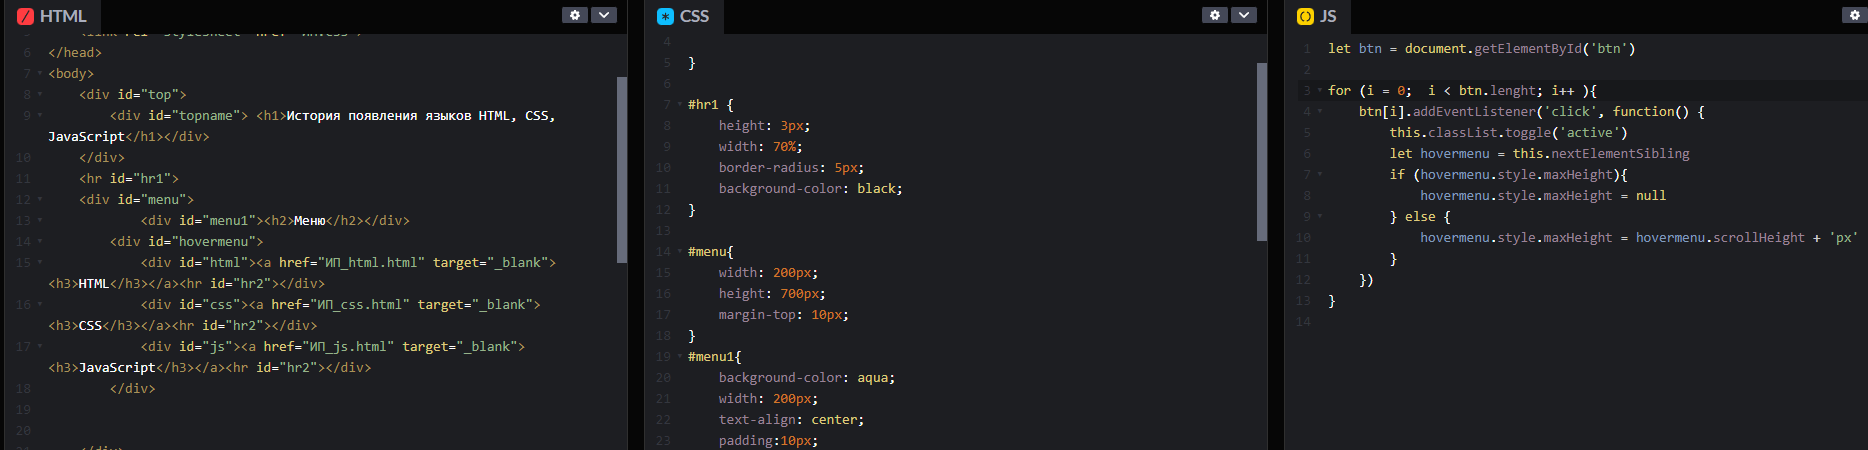 HTML
6 </head>
7 <body>
8 <div id="top">
9 <div id="topname"> <h1>История появления языков HTML, CSS,
JavaScript</h1></div>
10 </div>
11 <hr id="hr1">
12 <div id="menu">
13 <div id="menu1"><h2>Меню</h2></div>
14 <div id="hovermenu">
15 <div id="html"><a href="ИП_html.html" target="_blank">
<h3>HTML</h3></a><hr id="hr2"></div>
16 <div id="css"><a href="ИП_css.html" target="_blank">
<h3>CSS</h3></a><hr id="hr2"></div>
17 <div id="js"><a href="ИП_js.html" target="_blank">
<h3>JavaScript</h3></a><hr id="hr2"></div>
18 </div>
19
20
CSS
4
5 }
6
7 #hr1 {
8 height: 3px;
9 width: 70%;
10 border-radius: 5px;
11 background-color: black;
12 }
13
14 #menu{
15 width: 200px;
16 height: 700px;
17 margin-top: 10px;
18 }
19 #menu1{
20 background-color: aqua;
21 width: 200px;
22 text-align: center;
23 padding:10px;
JS
1 let btn = document.getElementById('btn')
2
3 for (i = 0;  i < btn.lenght; i++ ){
4 btn[i].addEventListener('click', function() {
5 this.classList.toggle('active')
6 let hovermenu = this.nextElementSibling
7 if (hovermenu.style.maxHeight){
8 hovermenu.style.maxHeight = null
9 } else {
10 hovermenu.style.maxHeight = hovermenu.scrollHeight + 'px'
11 }
12 })
13 }
14